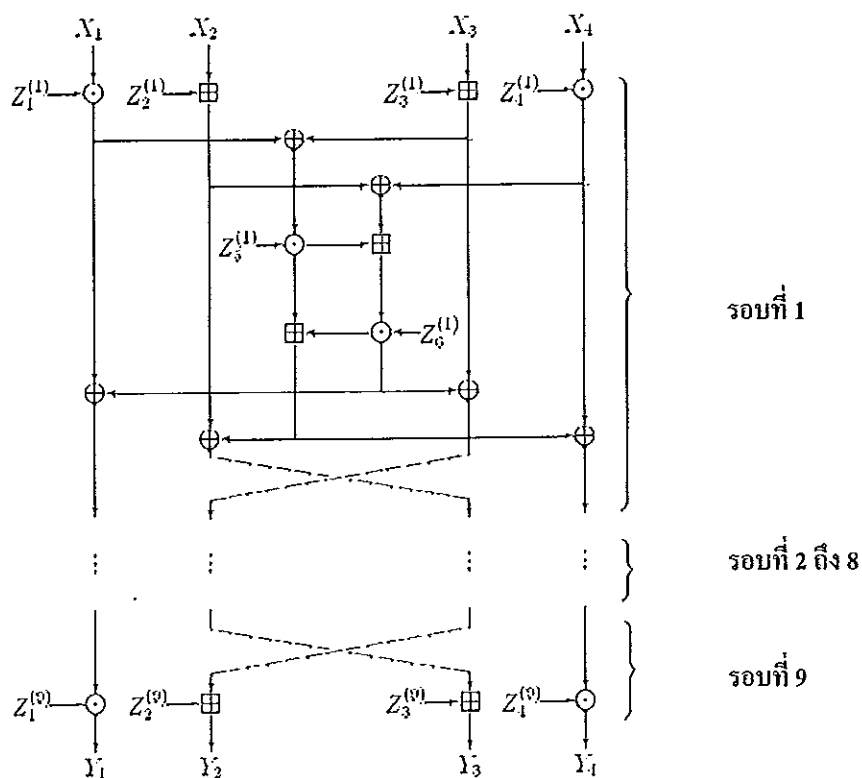 X₁ X₂ X₃ X₄
Z₁⁽¹⁾ Z₂⁽¹⁾ Z₃⁽¹⁾ Z₄⁽¹⁾
Z₅⁽¹⁾
Z₆⁽¹⁾
รอบที่ 1
รอบที่ 2 ถึง 8
รอบที่ 9
Z₁⁽⁹⁾ Z₂⁽⁹⁾ Z₃⁽⁹⁾ Z₄⁽⁹⁾
Y₁ Y₂ Y₃ Y₄